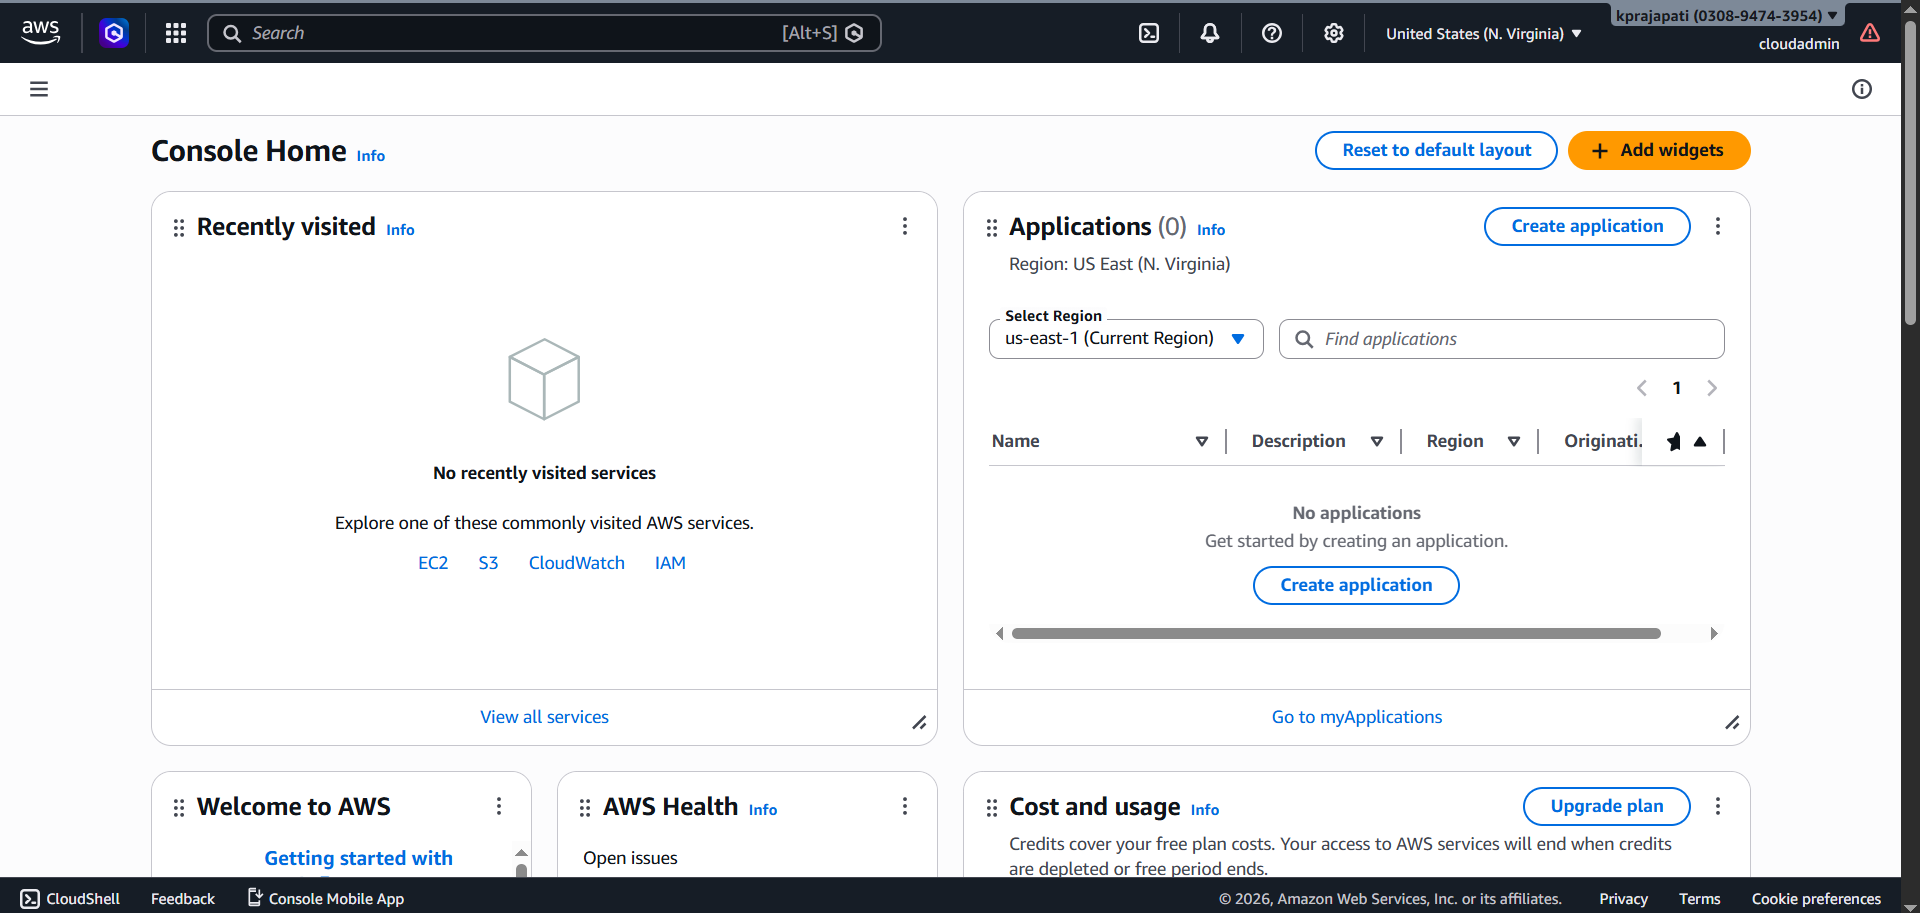 aws
Search
[Alt+S]
United States (N. Virginia)
kprajapati (0308-9474-3954)
cloudadmin
Console Home
Info
Reset to default layout
Add widgets
Recently visited
Info
No recently visited services
Explore one of these commonly visited AWS services.
EC2 S3 CloudWatch IAM
View all services
Applications (0)
Info
Create application
Region: US East (N. Virginia)
Select Region
us-east-1 (Current Region)
Find applications
1
Name Description Region Originati.
No applications
Get started by creating an application.
Create application
Go to myApplications
Welcome to AWS
Getting started with
AWS Health
Info
Open issues
Cost and usage
Info
Upgrade plan
Credits cover your free plan costs. Your access to AWS services will end when credits
are depleted or free period ends.
CloudShell
Feedback
Console Mobile App
© 2026, Amazon Web Services, Inc. or its affiliates.
Privacy
Terms
Cookie preferences